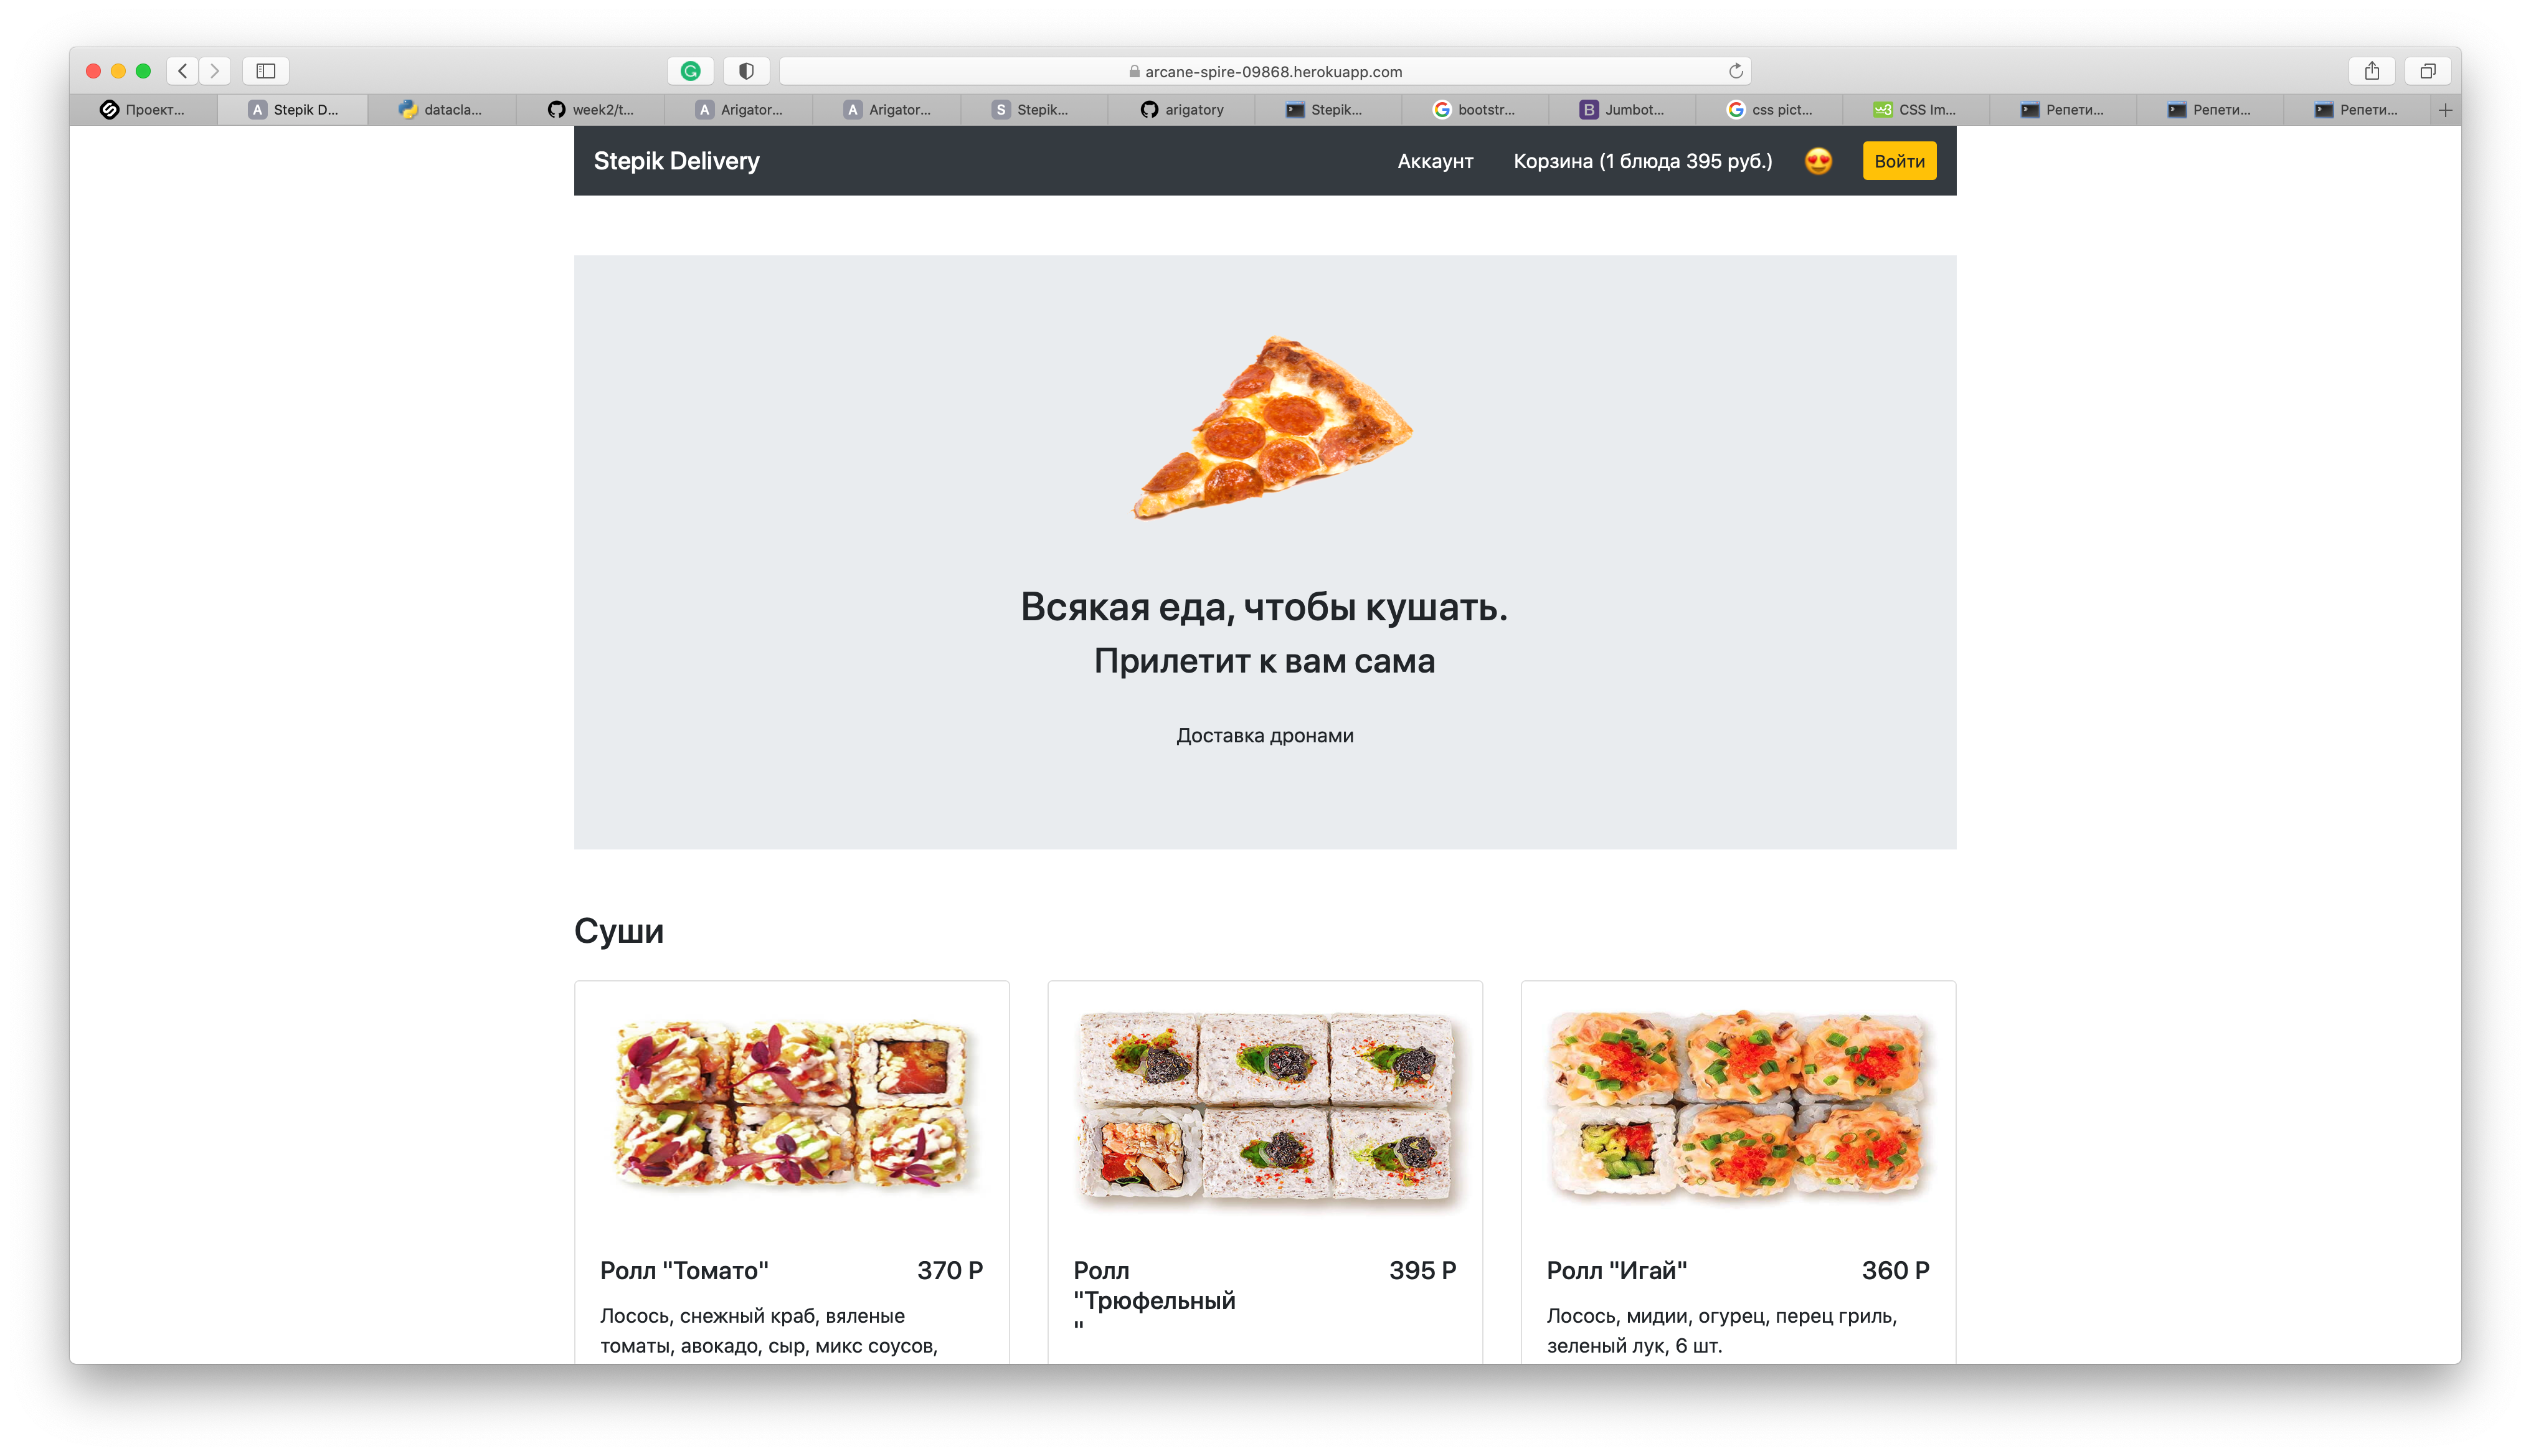 arcane-spire-09868.herokuapp.com
Проект...
Stepik D...
datacla...
week2/t...
Arigator...
Arigator...
Stepik...
arigatory
Stepik...
bootstr...
Jumbot...
css pict...
CSS Im...
Репети...
Репети...
Репети...
Stepik Delivery
Аккаунт
Корзина (1 блюда 395 руб.)
Войти
Всякая еда, чтобы кушать.
Прилетит к вам сама
Доставка дронами
Суши
Ролл "Томато"
370 Р
Лосось, снежный краб, вяленые
томаты, авокадо, сыр, микс соусов,
Ролл
"Трюфельный
"
395 Р
Ролл "Игай"
360 Р
Лосось, мидии, огурец, перец гриль,
зеленый лук, 6 шт.